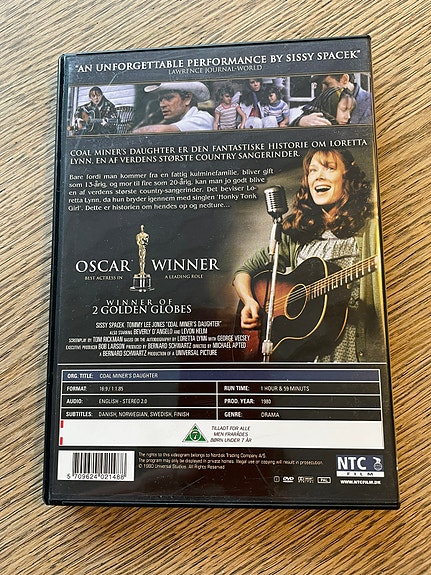 "AN UNFORGETTABLE PERFORMANCE BY SISSY SPACEK"
LAWRENCE JOURNAL-WORLD
COAL MINER'S DAUGHTER ER DEN FANTASTISKE HISTORIE OM LORETTA
LYNN, EN AF VERDENS STØRSTE COUNTRY SANGERINDER.
Bare fordi man kommer fra en fattig kulminefamilie, bliver gift
som 13-årig, og mor til fire som 20-årig, kan man jo godt blive
en af verdens største country-sangerinder. Det beviser Lo-
retta Lynn, da hun bryder igennem med singlen 'Honky Tonk
Girl'. Dette er historien om hendes op og nedture...
OSCAR WINNER
BEST ACTRESS IN A LEADING ROLE
WINNER OF
2 GOLDEN GLOBES
SISSY SPACEK TOMMY LEE JONES "COAL MINER'S DAUGHTER"
ALSO STARRING BEVERLY D'ANGELO AND LEVON HELM
SCREENPLAY BY TOM RICKMAN BASED ON THE AUTOBIOGRAPHY BY LORETTA LYNN WITH GEORGE VECSEY
EXECUTIVE PRODUCER BOB LARSON PRODUCED BY BERNARD SCHWARTZ DIRECTED BY MICHAEL APTED
A BERNARD SCHWARTZ PRODUCTION OF A UNIVERSAL PICTURE
ORG. TITLE: COAL MINER'S DAUGHTER
FORMAT: 16:9 / 1:1.85 RUN TIME: 1 HOUR & 59 MINUTES
AUDIO: ENGLISH - STEREO 2.0 PROD. YEAR: 1980
SUBTITLES: DANISH, NORWEGIAN, SWEDISH, FINISH GENRE: DRAMA
7
TILLADT FOR ALLE
MEN FRARÅDES
BØRN UNDER 7 ÅR
The rights to this videogram belongs to Nordisk Trading Company A/S.
The program may only be displayed in private homes. Illegal use or copying will result in prosecution.
© 1980 Universal Studios. All Rights Reserved
5 709624 021488
DVD
PAL
NTC
FILM
WWW.NTCFILM.COM